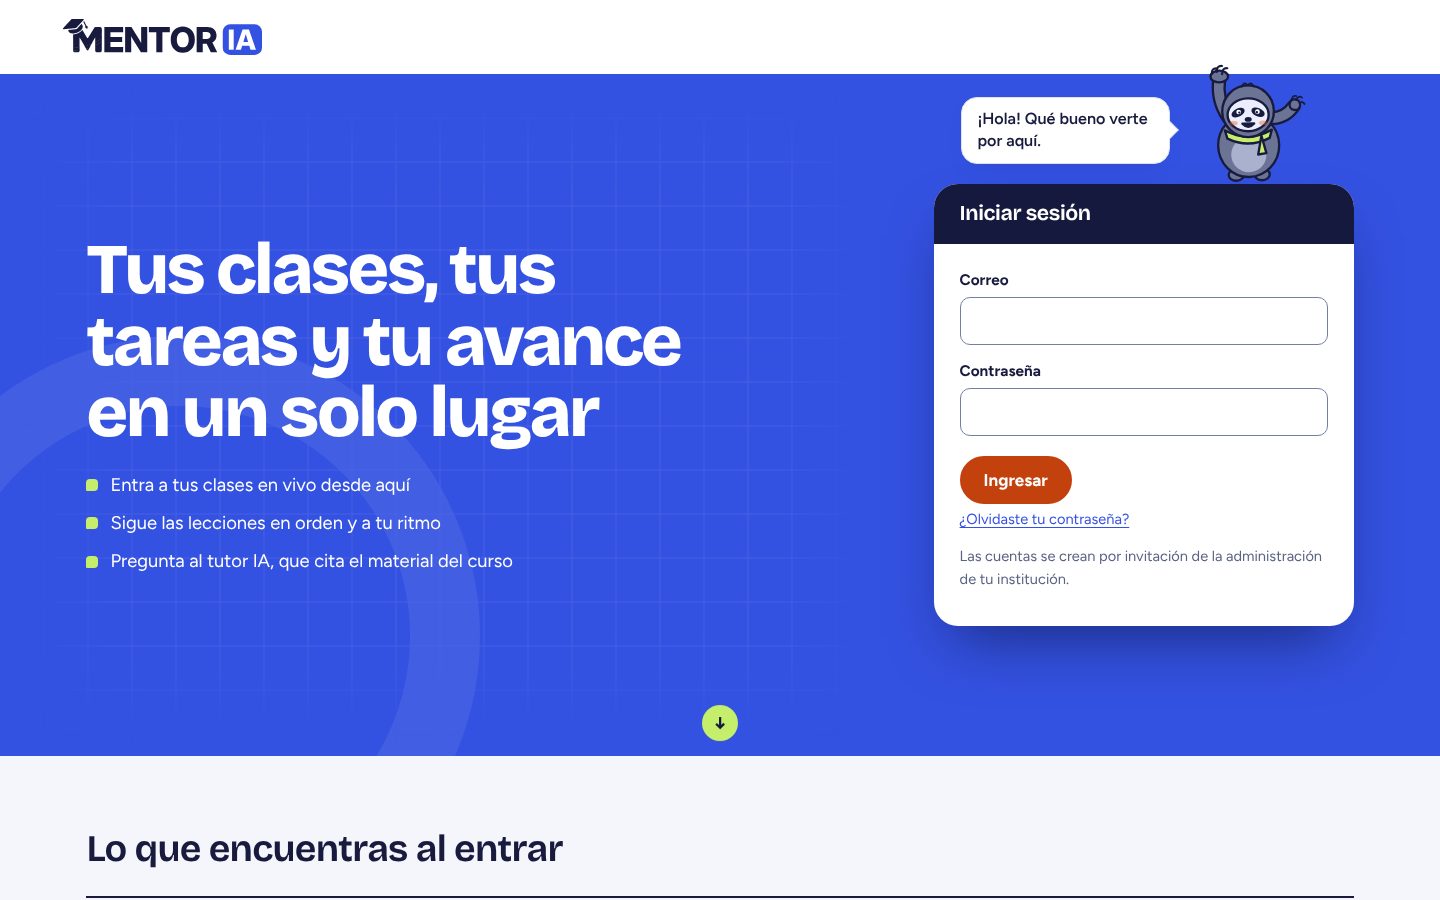 MENTOR IA
¡Hola! Qué bueno verte
por aquí.
Iniciar sesión
Tus clases, tus
tareas y tu avance
en un solo lugar
Entra a tus clases en vivo desde aquí
Sigue las lecciones en orden y a tu ritmo
Pregunta al tutor IA, que cita el material del curso
Correo
Contraseña
Ingresar
¿Olvidaste tu contraseña?
Las cuentas se crean por invitación de la administración
de tu institución.
Lo que encuentras al entrar